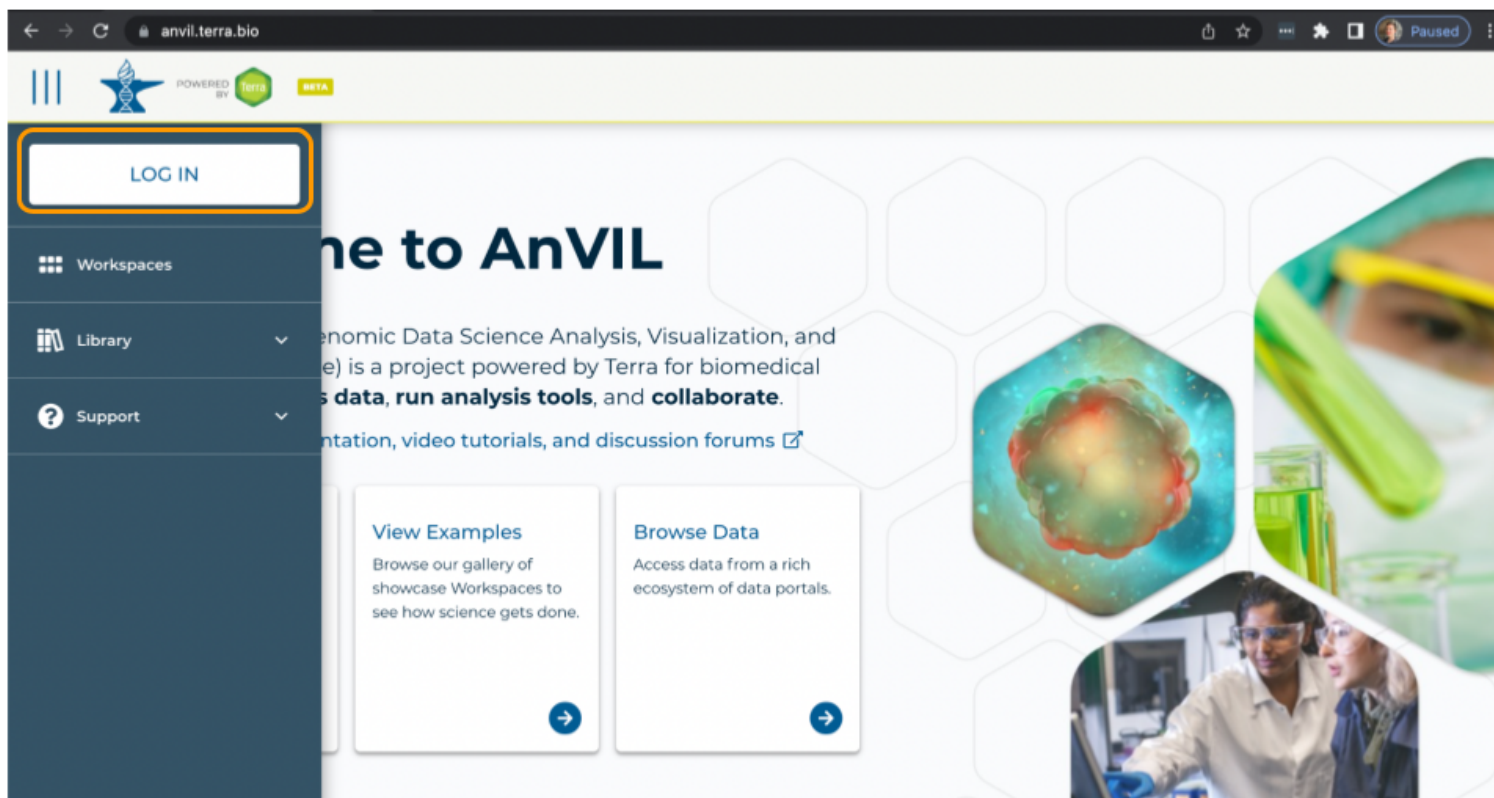 anvil.terra.bio
Paused
POWERED
BY
Terra
BETA
LOG IN
Workspaces
Library
Support
ne to AnVIL
enomic Data Science Analysis, Visualization, and
e) is a project powered by Terra for biomedical
s data, run analysis tools, and collaborate.
ntation, video tutorials, and discussion forums
View Examples
Browse our gallery of
showcase Workspaces to
see how science gets done.
Browse Data
Access data from a rich
ecosystem of data portals.